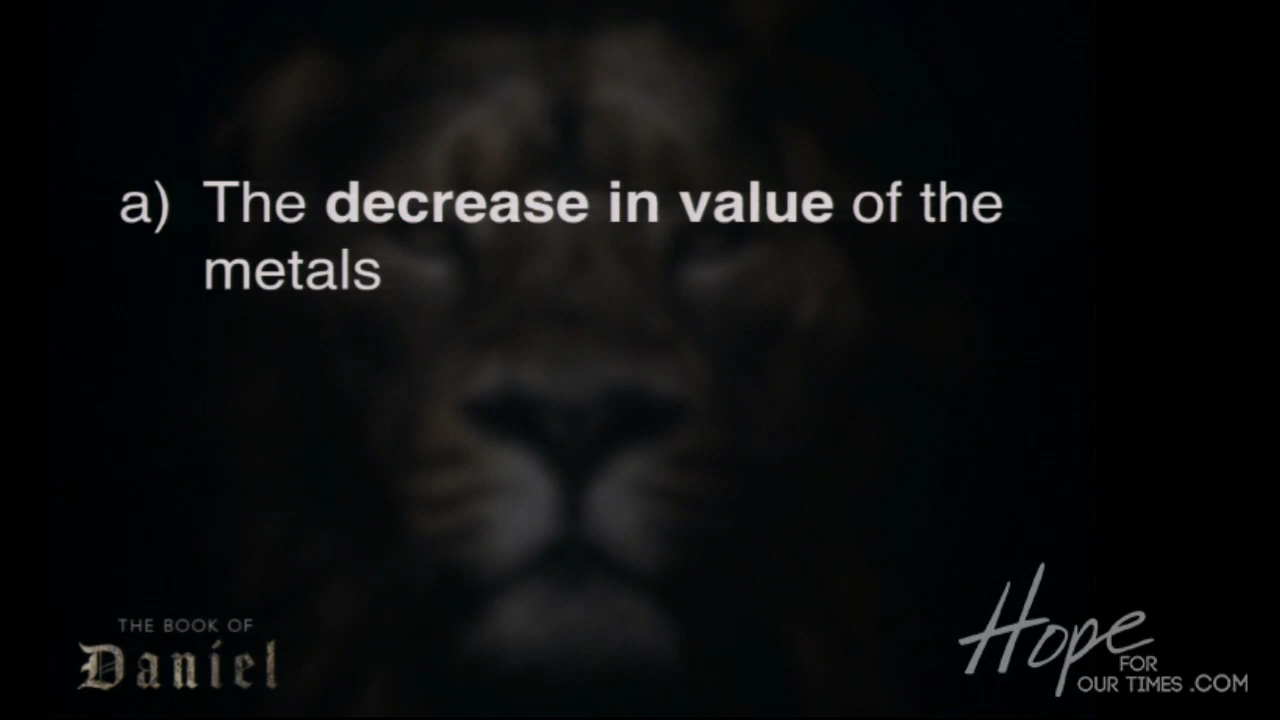 a) The decrease in value of the
metals
THE BOOK OF
Daniel
Hope
FOR
OUR TIMES .COM